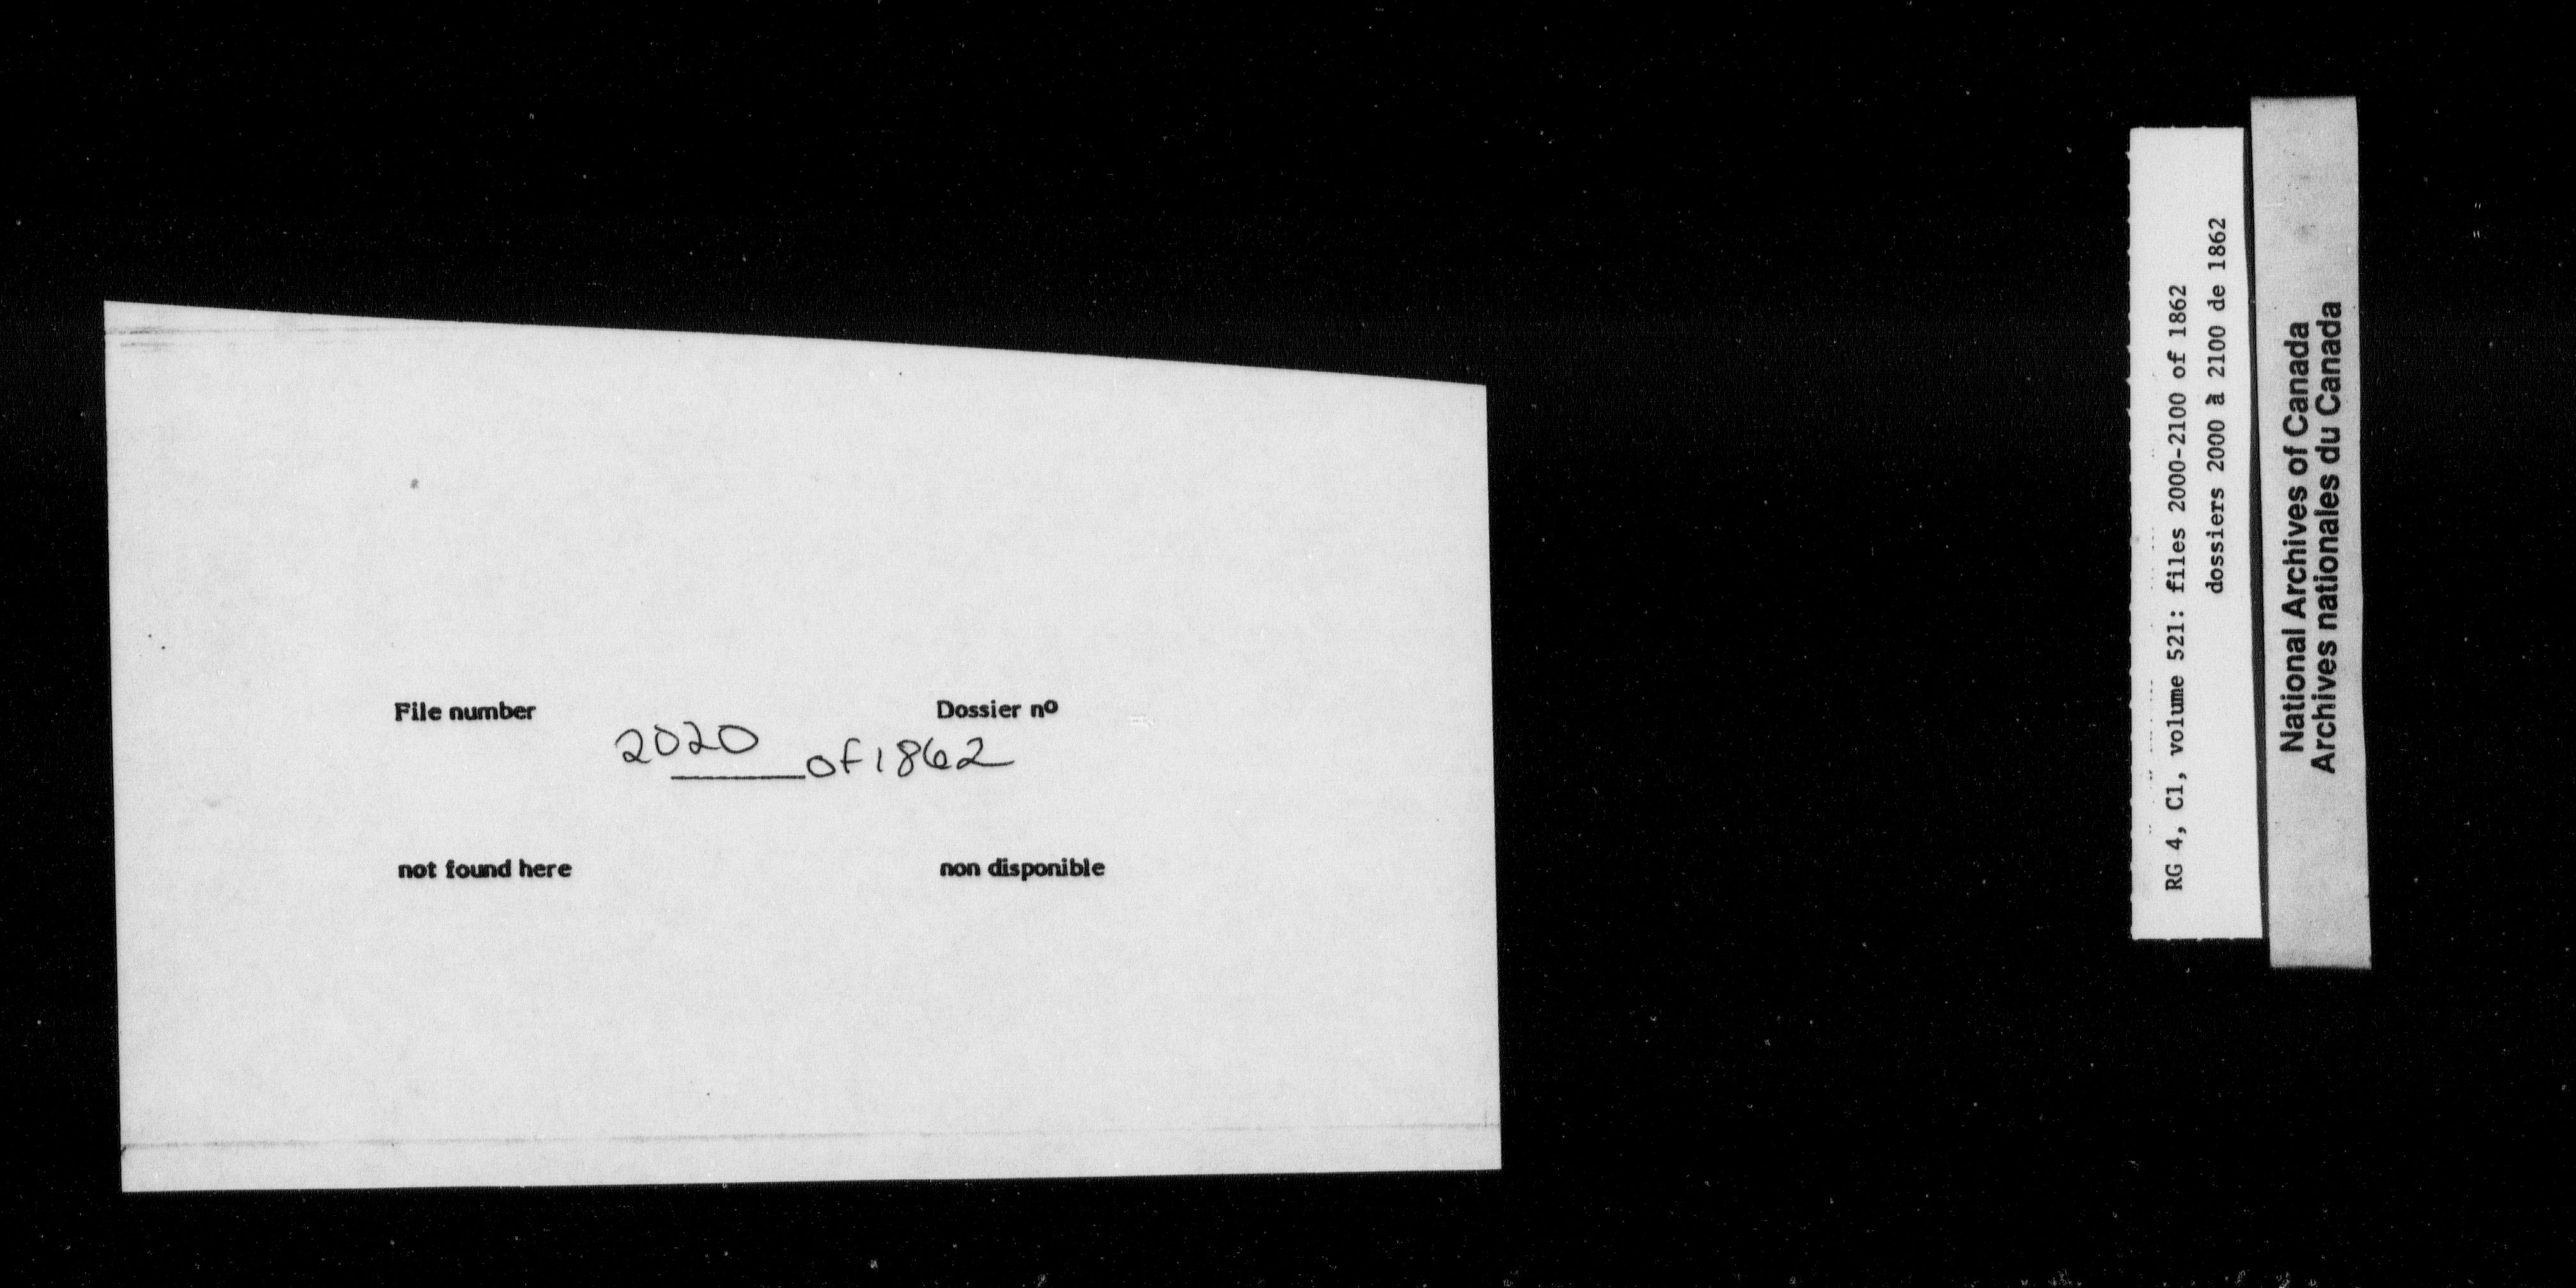 File number
Dossier nº
2020 of 1862
not found here
non disponible
RG 4, C1, volume 521: files 2000-2100 of 1862
dossiers 2000 à 2100 de 1862
National Archives of Canada
Archives nationales du Canada